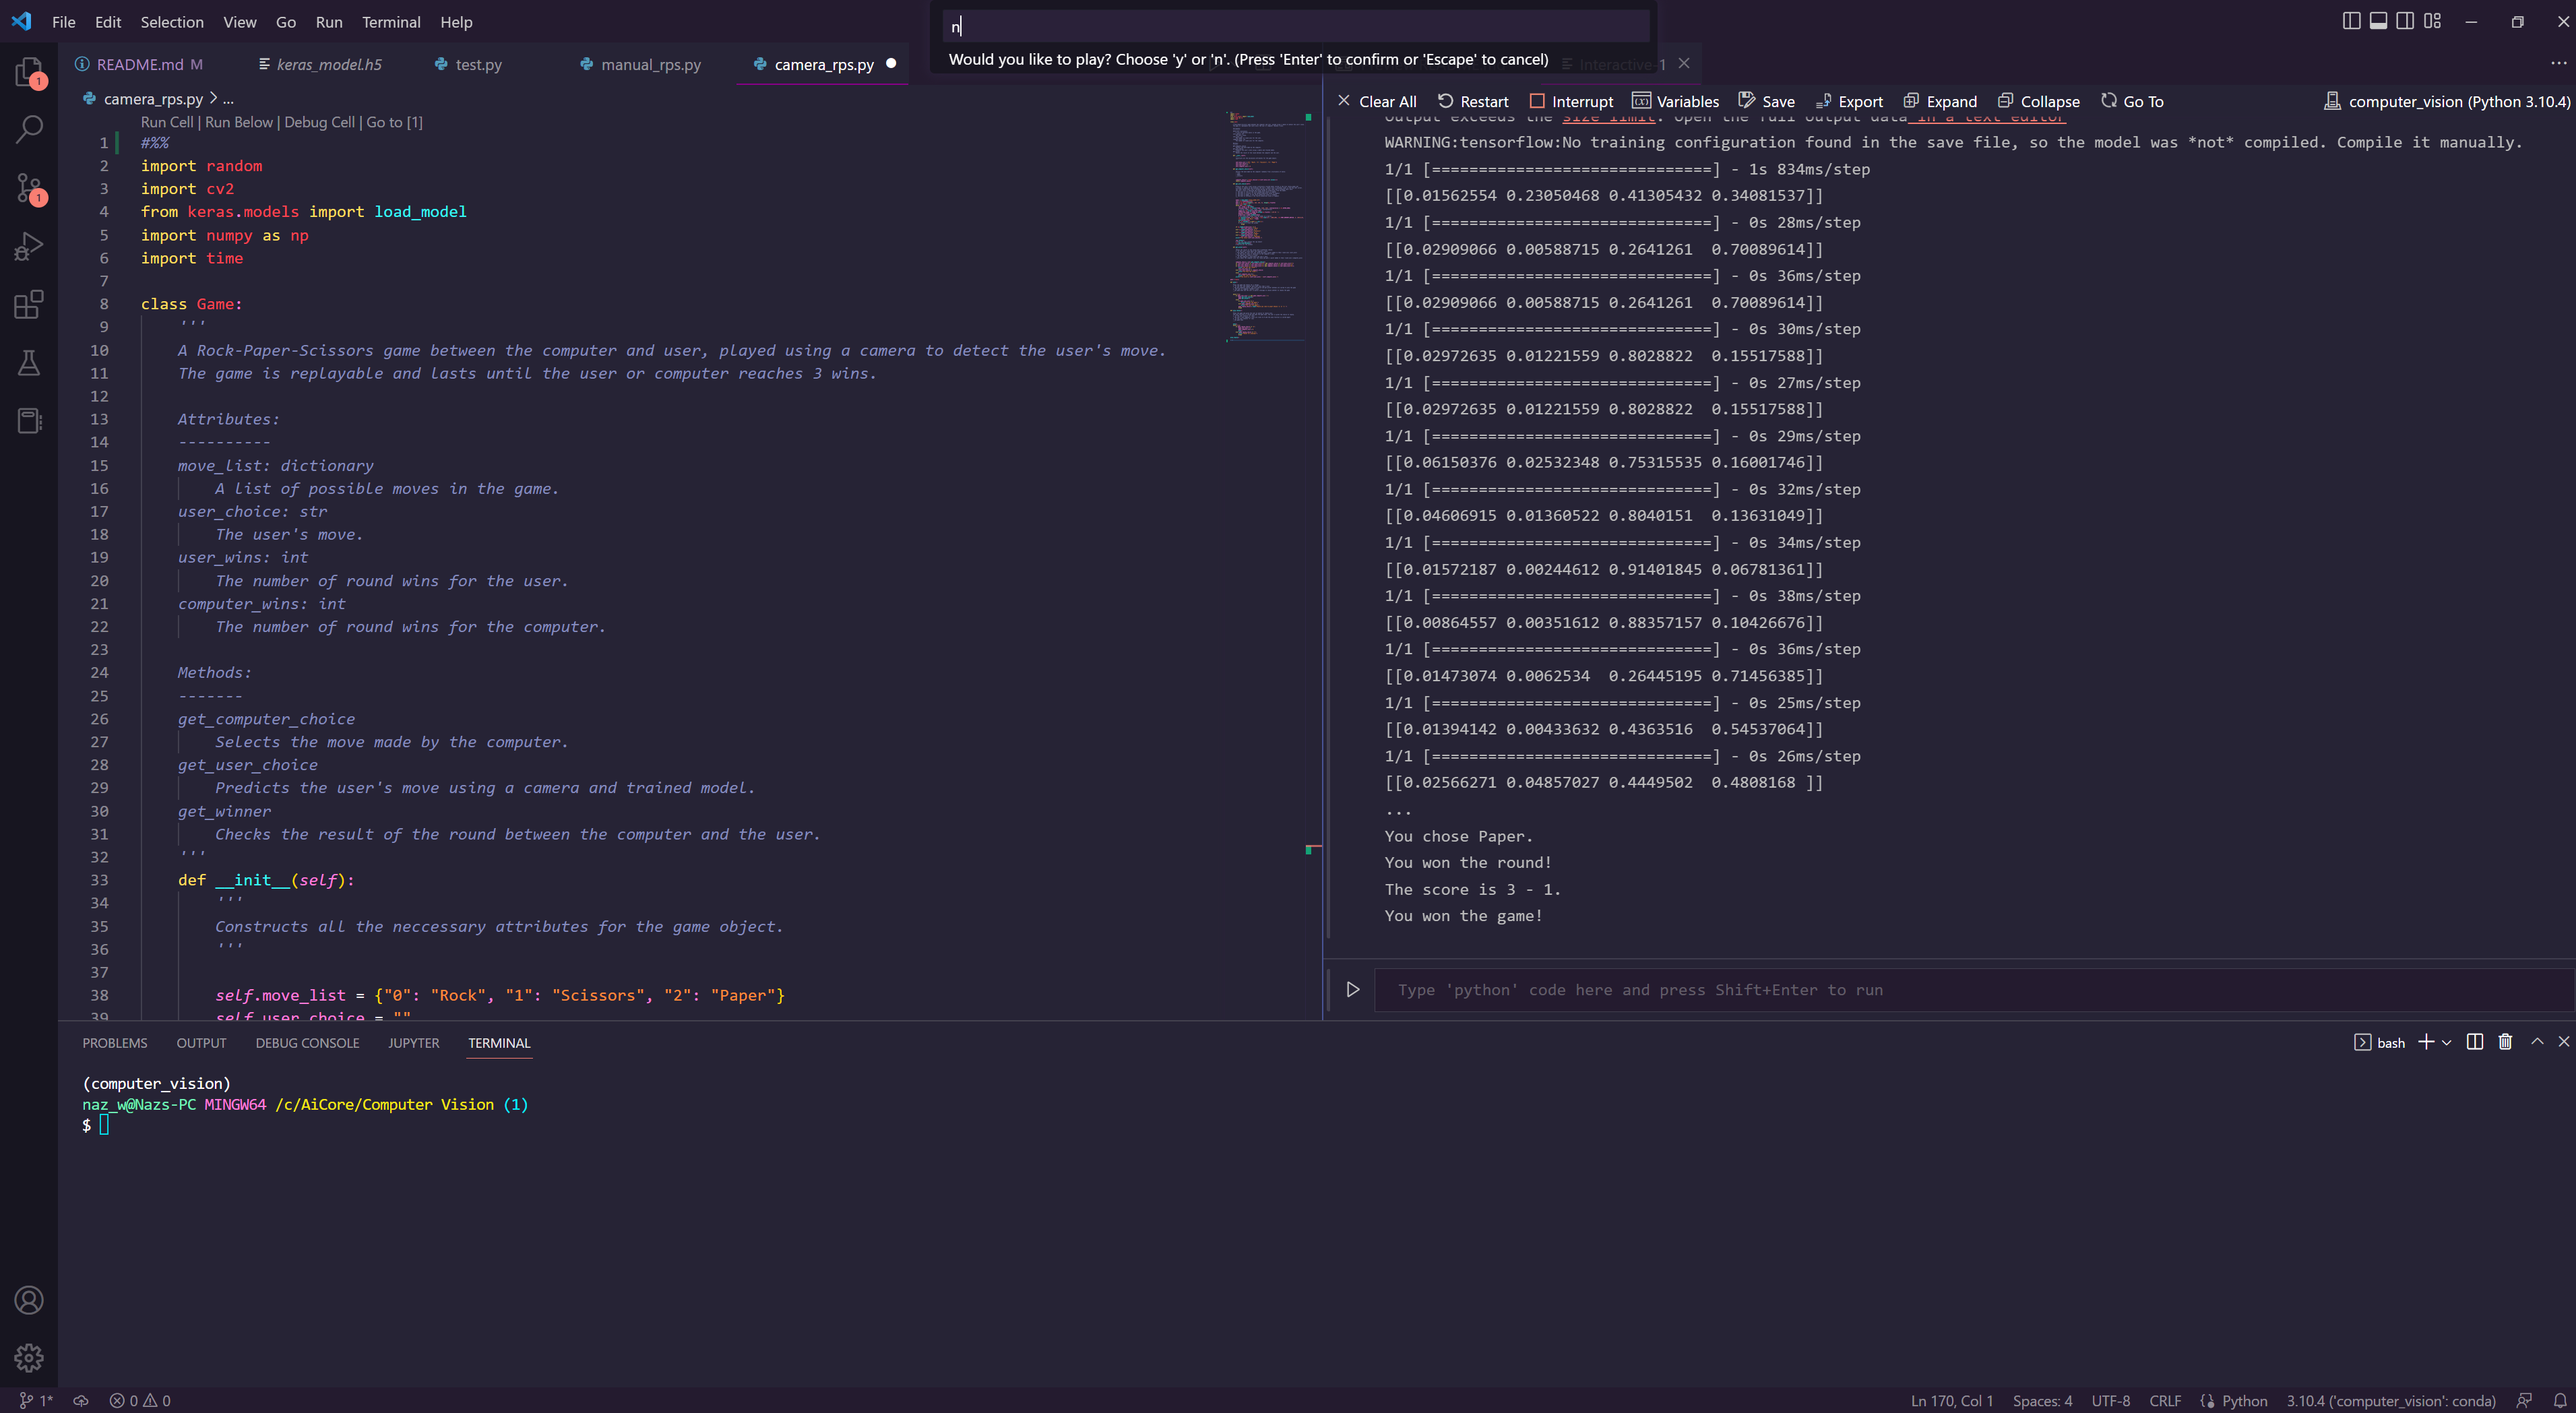 File Edit Selection View Go Run Terminal Help
n
Would you like to play? Choose 'y' or 'n'. (Press 'Enter' to confirm or 'Escape' to cancel)
README.md M
keras_model.h5
test.py
manual_rps.py
camera_rps.py
Interactive-1
camera_rps.py > ...
Run Cell | Run Below | Debug Cell | Go to [1]
1 #%%
2 import random
3 import cv2
4 from keras.models import load_model
5 import numpy as np
6 import time
7
8 class Game:
9 '''
10 A Rock-Paper-Scissors game between the computer and user, played using a camera to detect the user's move.
11 The game is replayable and lasts until the user or computer reaches 3 wins.
12
13 Attributes:
14 ----------
15 move_list: dictionary
16 A list of possible moves in the game.
17 user_choice: str
18 The user's move.
19 user_wins: int
20 The number of round wins for the user.
21 computer_wins: int
22 The number of round wins for the computer.
23
24 Methods:
25 -------
26 get_computer_choice
27 Selects the move made by the computer.
28 get_user_choice
29 Predicts the user's move using a camera and trained model.
30 get_winner
31 Checks the result of the round between the computer and the user.
32 '''
33 def __init__(self):
34 '''
35 Constructs all the neccessary attributes for the game object.
36 '''
37
38 self.move_list = {"0": "Rock", "1": "Scissors", "2": "Paper"}
39 self.user_choice = ""
Clear All Restart Interrupt Variables Save Export Expand Collapse Go To computer_vision (Python 3.10.4)
Output exceeds the size limit. Open the full output data in a text editor
WARNING:tensorflow:No training configuration found in the save file, so the model was *not* compiled. Compile it manually.
1/1 [==============================] - 1s 834ms/step
[[0.01562554 0.23050468 0.41305432 0.34081537]]
1/1 [==============================] - 0s 28ms/step
[[0.02909066 0.00588715 0.2641261  0.70089614]]
1/1 [==============================] - 0s 36ms/step
[[0.02909066 0.00588715 0.2641261  0.70089614]]
1/1 [==============================] - 0s 30ms/step
[[0.02972635 0.01221559 0.8028822  0.15517588]]
1/1 [==============================] - 0s 27ms/step
[[0.02972635 0.01221559 0.8028822  0.15517588]]
1/1 [==============================] - 0s 29ms/step
[[0.06150376 0.02532348 0.75315535 0.16001746]]
1/1 [==============================] - 0s 32ms/step
[[0.04606915 0.01360522 0.8040151  0.13631049]]
1/1 [==============================] - 0s 34ms/step
[[0.01572187 0.00244612 0.91401845 0.06781361]]
1/1 [==============================] - 0s 38ms/step
[[0.00864557 0.00351612 0.88357157 0.10426676]]
1/1 [==============================] - 0s 36ms/step
[[0.01473074 0.0062534  0.26445195 0.71456385]]
1/1 [==============================] - 0s 25ms/step
[[0.01394142 0.00433632 0.4363516  0.54537064]]
1/1 [==============================] - 0s 26ms/step
[[0.02566271 0.04857027 0.4449502  0.4808168 ]]
...
You chose Paper.
You won the round!
The score is 3 - 1.
You won the game!
Type 'python' code here and press Shift+Enter to run
PROBLEMS OUTPUT DEBUG CONSOLE JUPYTER TERMINAL
bash
(computer_vision)
naz_w@Nazs-PC MINGW64 /c/AiCore/Computer Vision (1)
$
1* 0 0
Ln 170, Col 1 Spaces: 4 UTF-8 CRLF Python 3.10.4 ('computer_vision': conda)